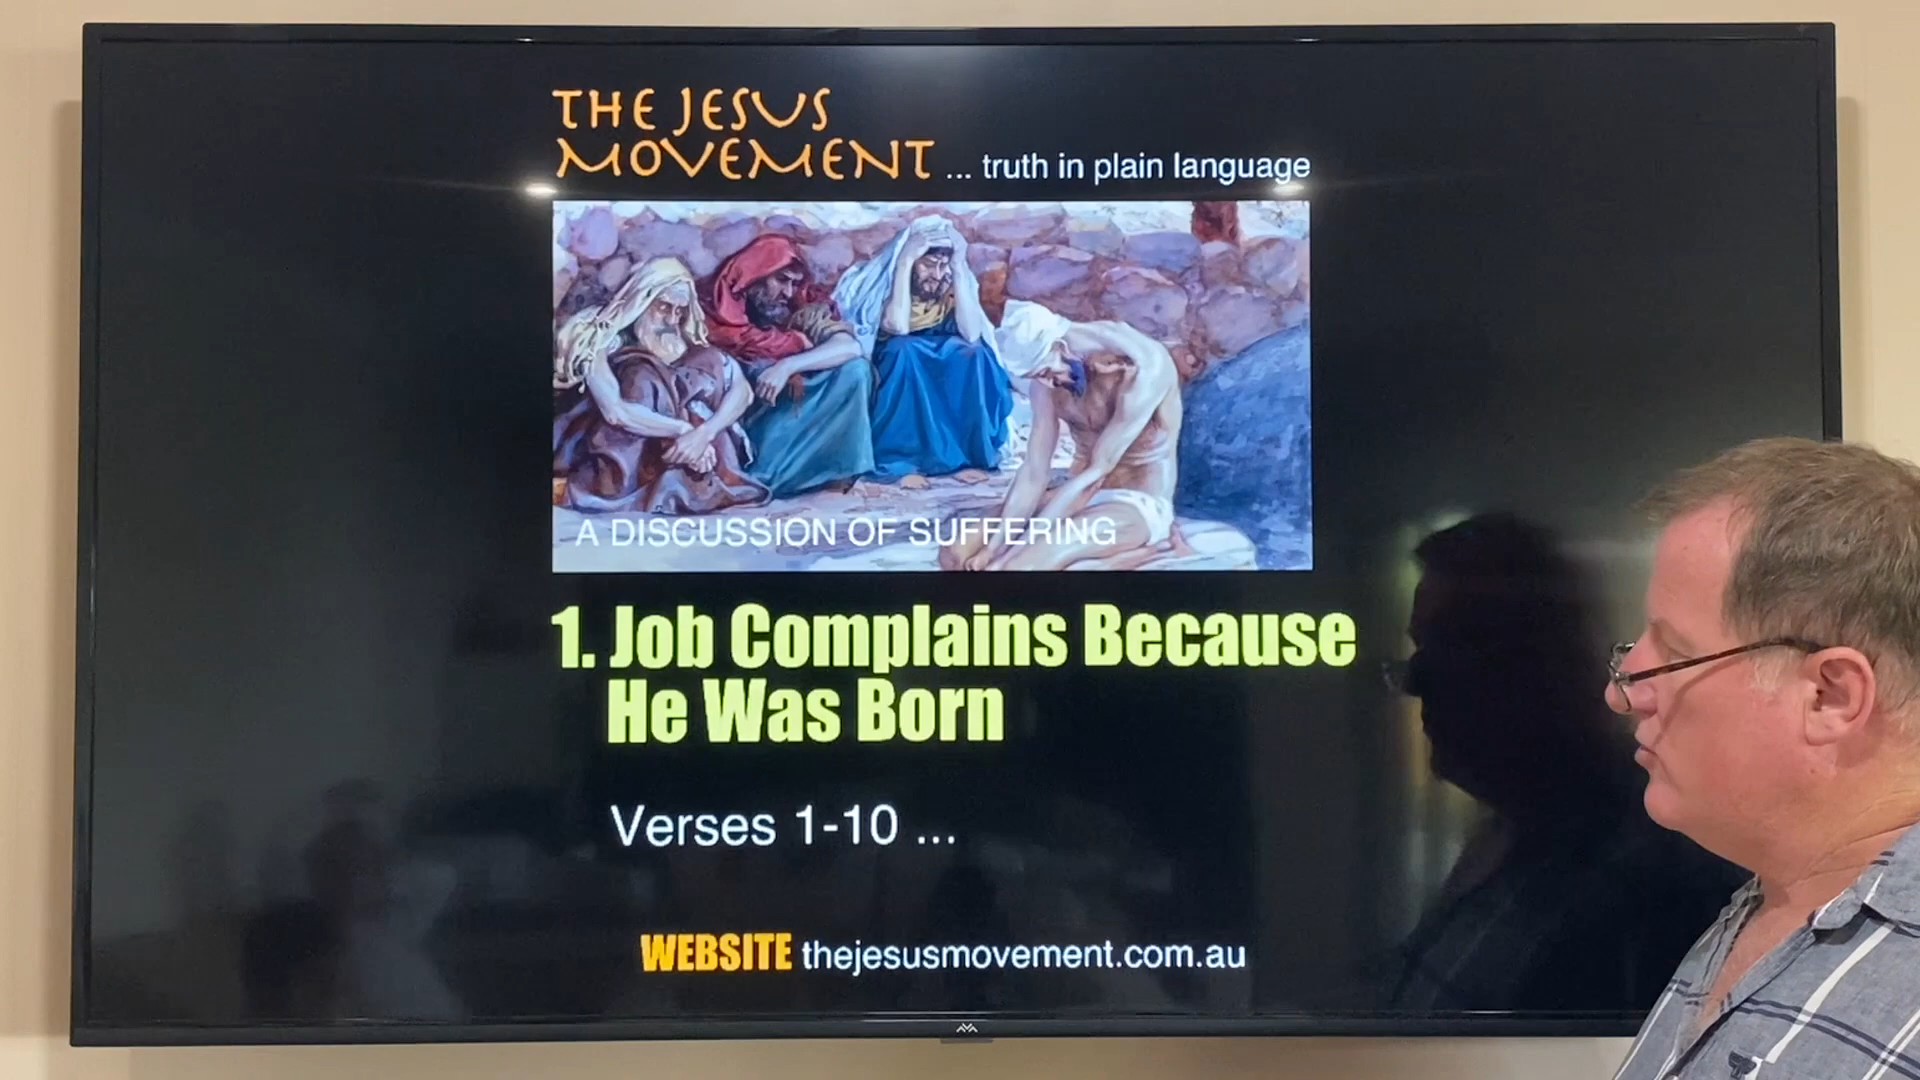 THE JESUS
MOVEMENT ... truth in plain language
A DISCUSSION OF SUFFERING
1. Job Complains Because
He Was Born
Verses 1-10 ...
WEBSITE thejesusmovement.com.au